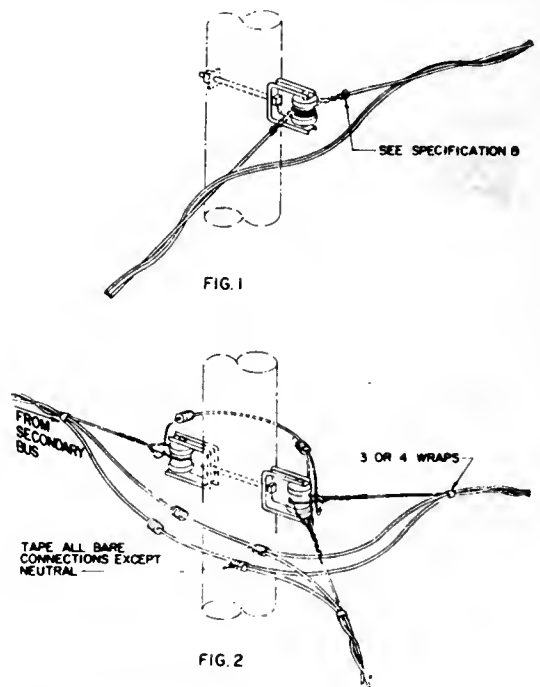 SEE SPECIFICATION 8
FIG. 1
FROM
SECONDARY
BUS
3 OR 4 WRAPS
TAPE ALL BARE
CONNECTIONS EXCEPT
NEUTRAL
FIG. 2